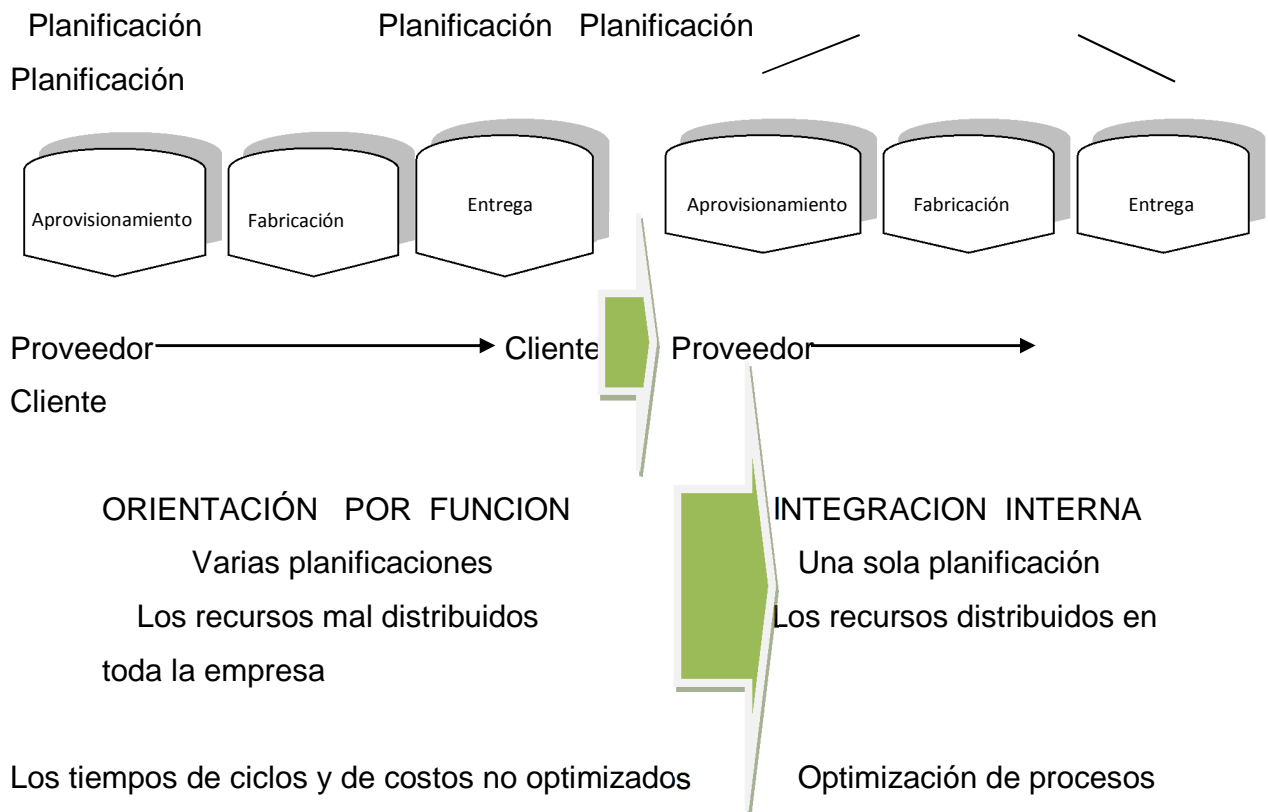 Planificación Planificación Planificación
Planificación
Aprovisionamiento Fabricación Entrega Aprovisionamiento Fabricación Entrega
Proveedor Cliente Proveedor
Cliente
ORIENTACIÓN POR FUNCION INTEGRACION INTERNA
Varias planificaciones Una sola planificación
Los recursos mal distribuidos Los recursos distribuidos en
toda la empresa
Los tiempos de ciclos y de costos no optimizados Optimización de procesos